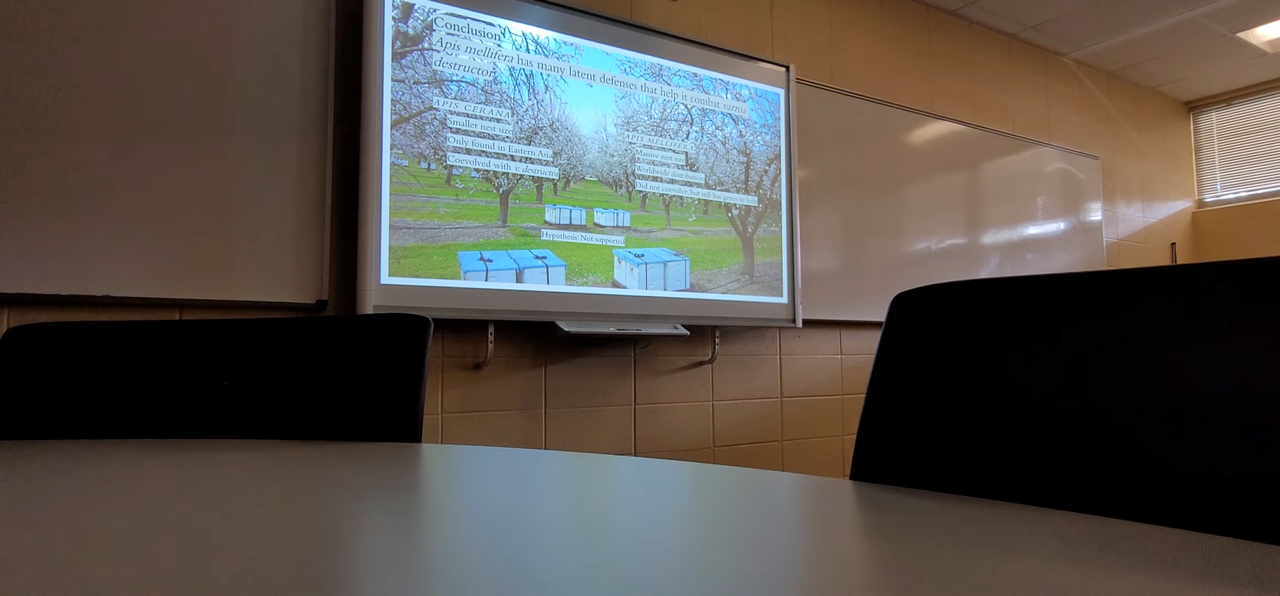 Conclusion
Apis mellifera has many latent defenses that help it combat varroa
destructor
APIS CERANA
Smaller nest size
Only found in Eastern Asia
Coevolved with v. destructor
APIS MELLIFERA
Massive nest size
Worldwide distribution
Did not coevolve, but still has genes to help
Hypothesis: Not supported